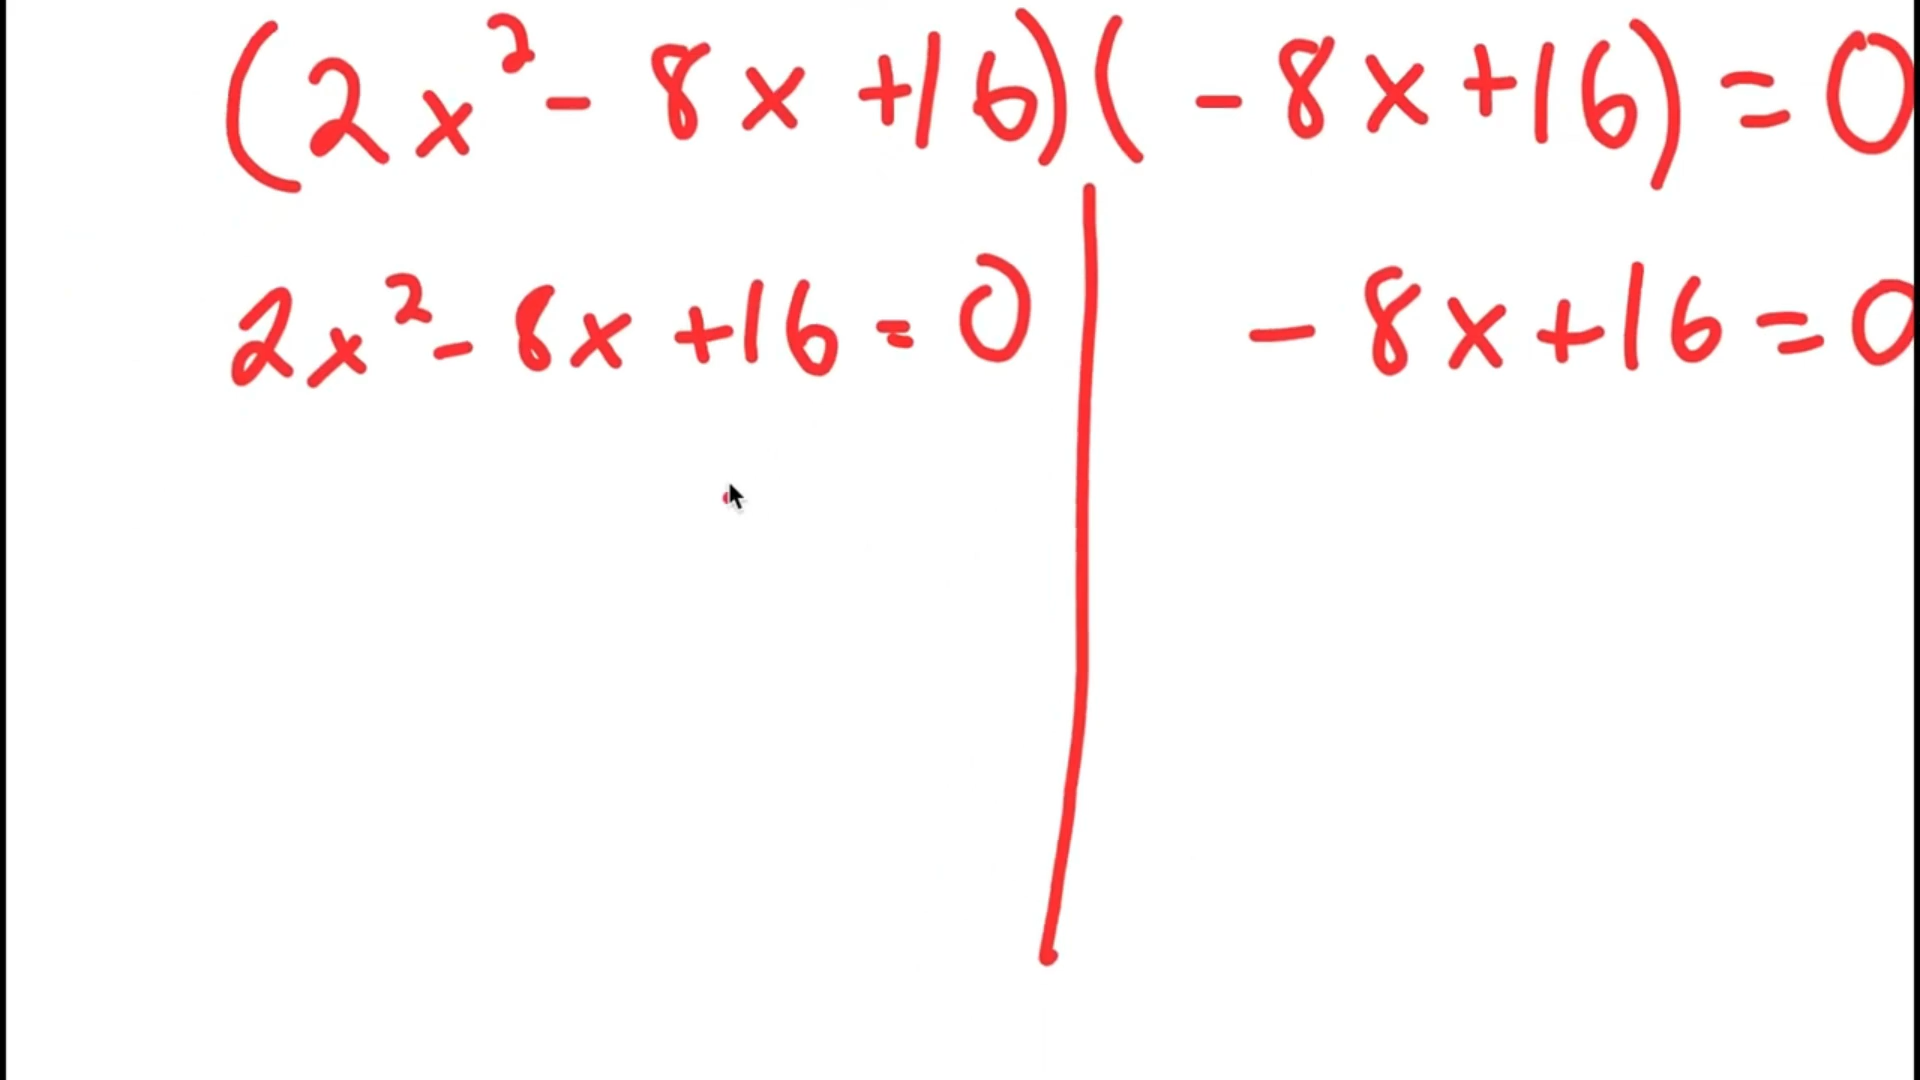 (2x² - 8x + 16)(- 8x + 16) = 0
2x² - 8x + 16 = 0
- 8x + 16 = 0